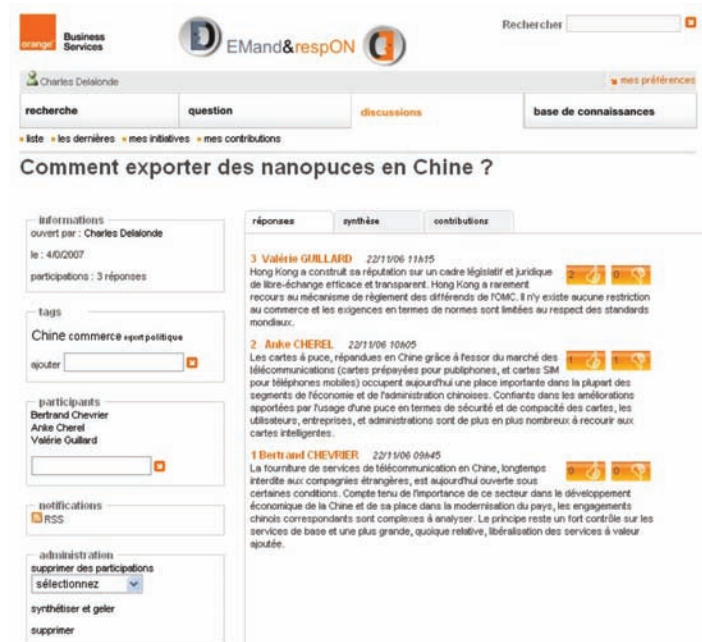 orange™ Business Services
D EMand&respON
Rechercher
Charles Delalonde
mes préférences
recherche
question
discussions
base de connaissances
liste les dernières mes initiatives mes contributions
Comment exporter des nanopuces en Chine ?
informations
ouvert par : Charles Delalonde
le : 4/0/2007
participations : 3 réponses
tags
Chine commerce export politique
ajouter
participants
Bertrand Chevrier
Anke Cherel
Valérie Guillard
notifications
RSS
administration
supprimer des participations
sélectionnez
synthétiser et geler
supprimer
réponses
synthèse
contributions
3 Valérie GUILLARD 22/11/06 11h15
2 0
Hong Kong a construit sa réputation sur un cadre législatif et juridique
de libre-échange efficace et transparent. Hong Kong a rarement
recours au mécanisme de règlement des différends de l'OMC. Il n'y existe aucune restriction
au commerce et les exigences en termes de normes sont limitées au respect des standards
mondiaux.
2 Anke CHEREL 22/11/06 10h05
1 1
Les cartes à puce, répandues en Chine grâce à l'essor du marché des
télécommunications (cartes prépayées pour publiphones, et cartes SIM
pour téléphones mobiles) occupent aujourd'hui une place importante dans la plupart des
segments de l'économie et de l'administration chinoises. Confiants dans les améliorations
apportées par l'usage d'une puce en termes de sécurité et de compacité des cartes, les
utilisateurs, entreprises, et administrations sont de plus en plus nombreux à recourir aux
cartes intelligentes.
1 Bertrand CHEVRIER 22/11/06 09h45
0 0
La fourniture de services de télécommunication en Chine, longtemps
interdite aux compagnies étrangères, est aujourd'hui ouverte sous
certaines conditions. Compte tenu de l'importance de ce secteur dans le développement
économique de la Chine et de sa place dans la modernisation du pays, les engagements
chinois correspondants sont complexes à analyser. Le principe reste un fort contrôle sur les
services de base et une plus grande, quoique relative, libéralisation des services à valeur
ajoutée.